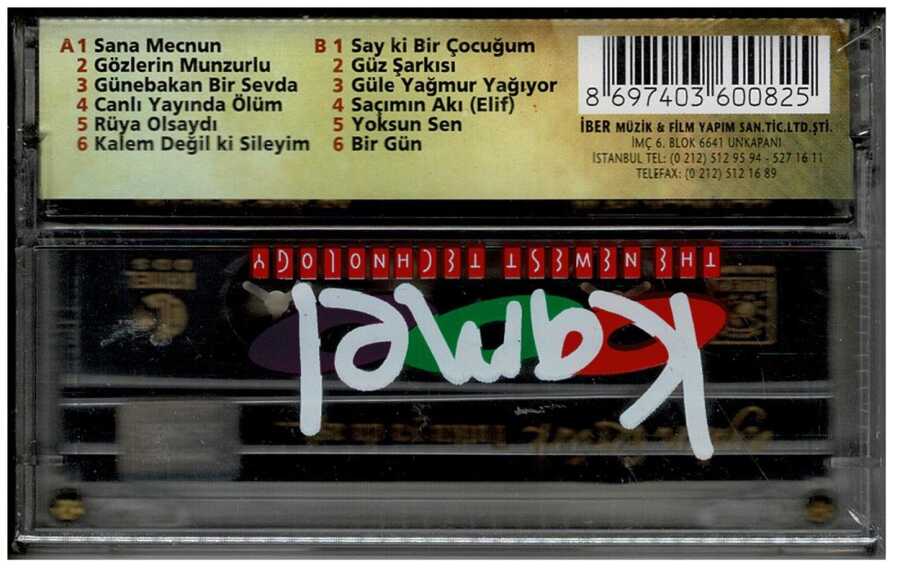 A 1 Sana Mecnun
2 Gözlerin Munzurlu
3 Günebakan Bir Sevda
4 Canlı Yayında Ölüm
5 Rüya Olsaydı
6 Kalem Değil ki Sileyim
B 1 Say ki Bir Çocuğum
2 Güz Şarkısı
3 Güle Yağmur Yağıyor
4 Saçımın Akı (Elif)
5 Yoksun Sen
6 Bir Gün
8 697403 600825
İBER MÜZİK & FİLM YAPIM SAN.TİC.LTD.ŞTİ.
İMÇ 6. BLOK 6641 UNKAPANI
İSTANBUL TEL: (0 212) 512 95 94 - 527 16 11
TELEFAX: (0 212) 512 16 89
THE NEWEST TECHNOLOGY
Kamel